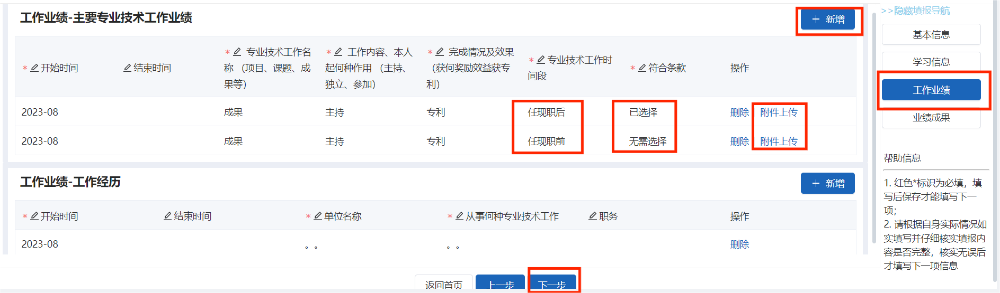 工作业绩-主要专业技术工作业绩
+ 新增
* 开始时间
结束时间
* 专业技术工作名
称 （项目、课题、成
果等）
* 工作内容、本人
起何种作用 （主持、
独立、参加）
* 完成情况及效果
（获何奖励效益获专
利）
* 专业技术工作时
间段
* 符合条款
操作
2023-08 成果 主持 专利 任现职后 已选择 删除 附件上传
2023-08 成果 主持 专利 任现职前 无需选择 删除 附件上传
工作业绩-工作经历
+ 新增
* 开始时间 结束时间 * 单位名称 * 从事何种专业技术工作 职务 操作
2023-08 。。 。。 删除
返回首页 上一步 下一步
>>隐藏填报导航
基本信息
学习信息
工作业绩
业绩成果
帮助信息
1. 红色*标识为必填，填
写后保存才能填写下一
项；
2. 请根据自身实际情况如
实填写并仔细核实填报内
容是否完整，核实无误后
才填写下一项信息